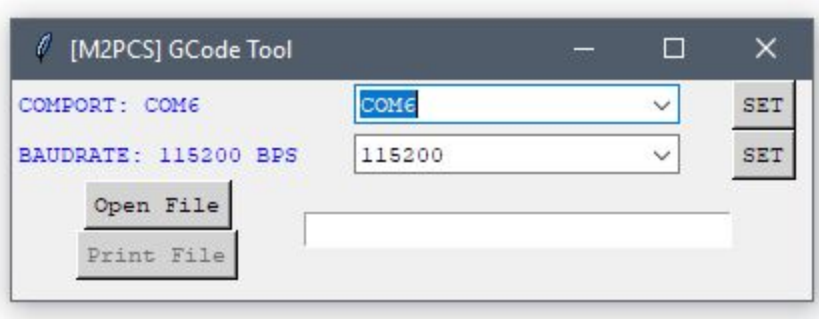 [M2PCS] GCode Tool
COMPORT: COM6 COM6 SET
BAUDRATE: 115200 BPS 115200 SET
Open File
Print File